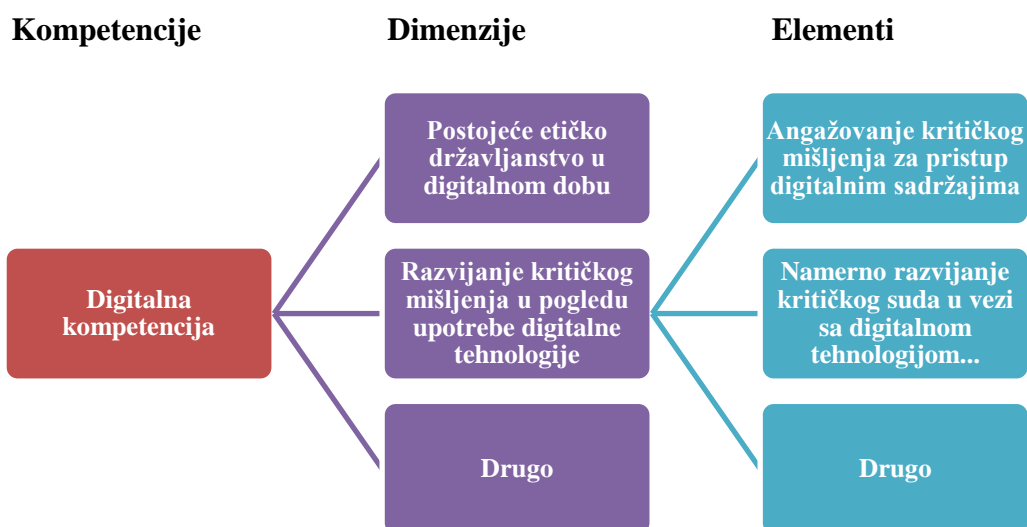 Kompetencije
Dimenzije
Elementi
Postojeće etičko
državljanstvo u
digitalnom dobu
Angažovanje kritičkog
mišljenja za pristup
digitalnim sadržajima
Digitalna
kompetencija
Razvijanje kritičkog
mišljenja u pogledu
upotrebe digitalne
tehnologije
Namerno razvijanje
kritičkog suda u vezi
sa digitalnom
tehnologijom...
Drugo
Drugo